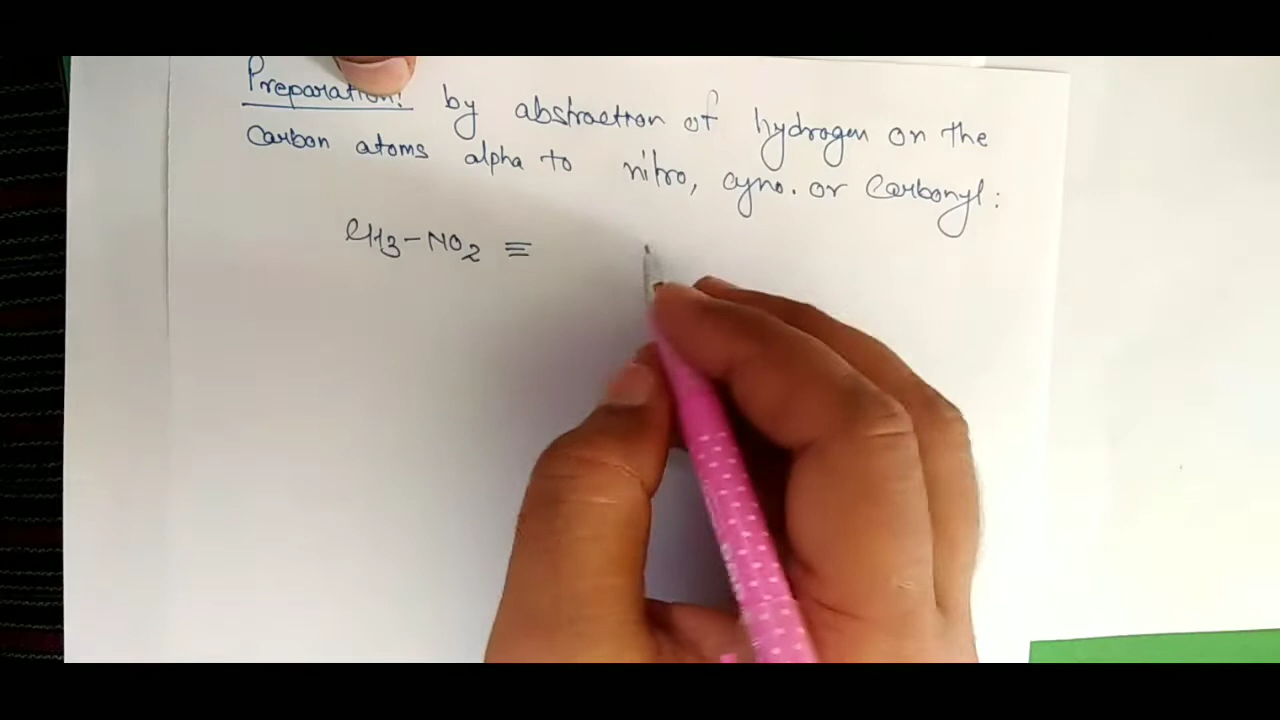 Preparation: by abstraction of hydrogen on the
Carbon atoms alpha to nitro, cyno. or Carbonyl:
CH3-NO2 ≡